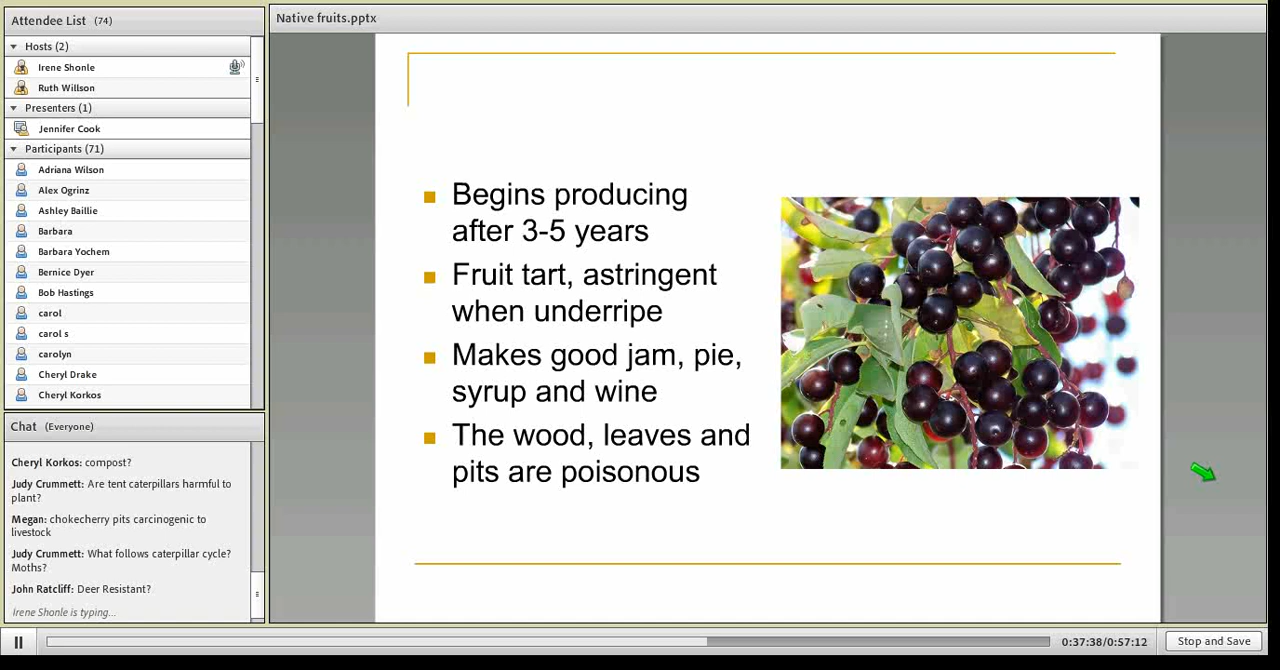 Attendee List (74)
Hosts (2)
Irene Shonle
Ruth Willson
Presenters (1)
Jennifer Cook
Participants (71)
Adriana Wilson
Alex Ogrinz
Ashley Baillie
Barbara
Barbara Yochem
Bernice Dyer
Bob Hastings
carol
carol s
carolyn
Cheryl Drake
Cheryl Korkos
Chat (Everyone)
Cheryl Korkos: compost?
Judy Crummett: Are tent caterpillars harmful to
plant?
Megan: chokecherry pits carcinogenic to
livestock
Judy Crummett: What follows caterpillar cycle?
Moths?
John Ratcliff: Deer Resistant?
Irene Shonle is typing...
Native fruits.pptx
Begins producing
after 3-5 years
Fruit tart, astringent
when underripe
Makes good jam, pie,
syrup and wine
The wood, leaves and
pits are poisonous
0:37:38/0:57:12
Stop and Save